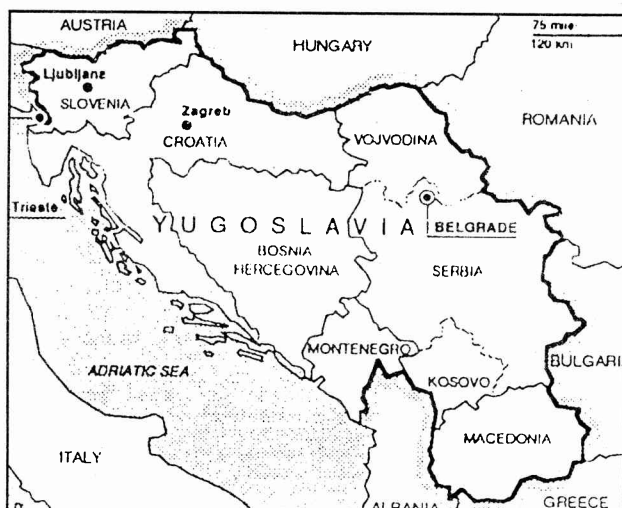 AUSTRIA
HUNGARY
75 mile
120 km
Ljubljana
SLOVENIA
Zagreb
CROATIA
VOJVODINA
ROMANIA
Trieste
YUGOSLAVIA
BELGRADE
BOSNIA
HERCEGOVINA
SERBIA
MONTENEGRO
KOSOVO
BULGARI
ADRIATIC SEA
MACEDONIA
ITALY
ALBANIA
GREECE